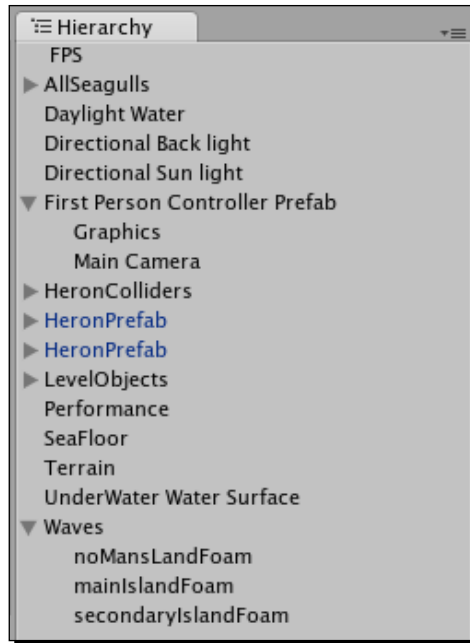 Hierarchy
FPS
AllSeagulls
Daylight Water
Directional Back light
Directional Sun light
First Person Controller Prefab
Graphics
Main Camera
HeronColliders
HeronPrefab
HeronPrefab
LevelObjects
Performance
SeaFloor
Terrain
UnderWater Water Surface
Waves
noMansLandFoam
mainIslandFoam
secondaryIslandFoam